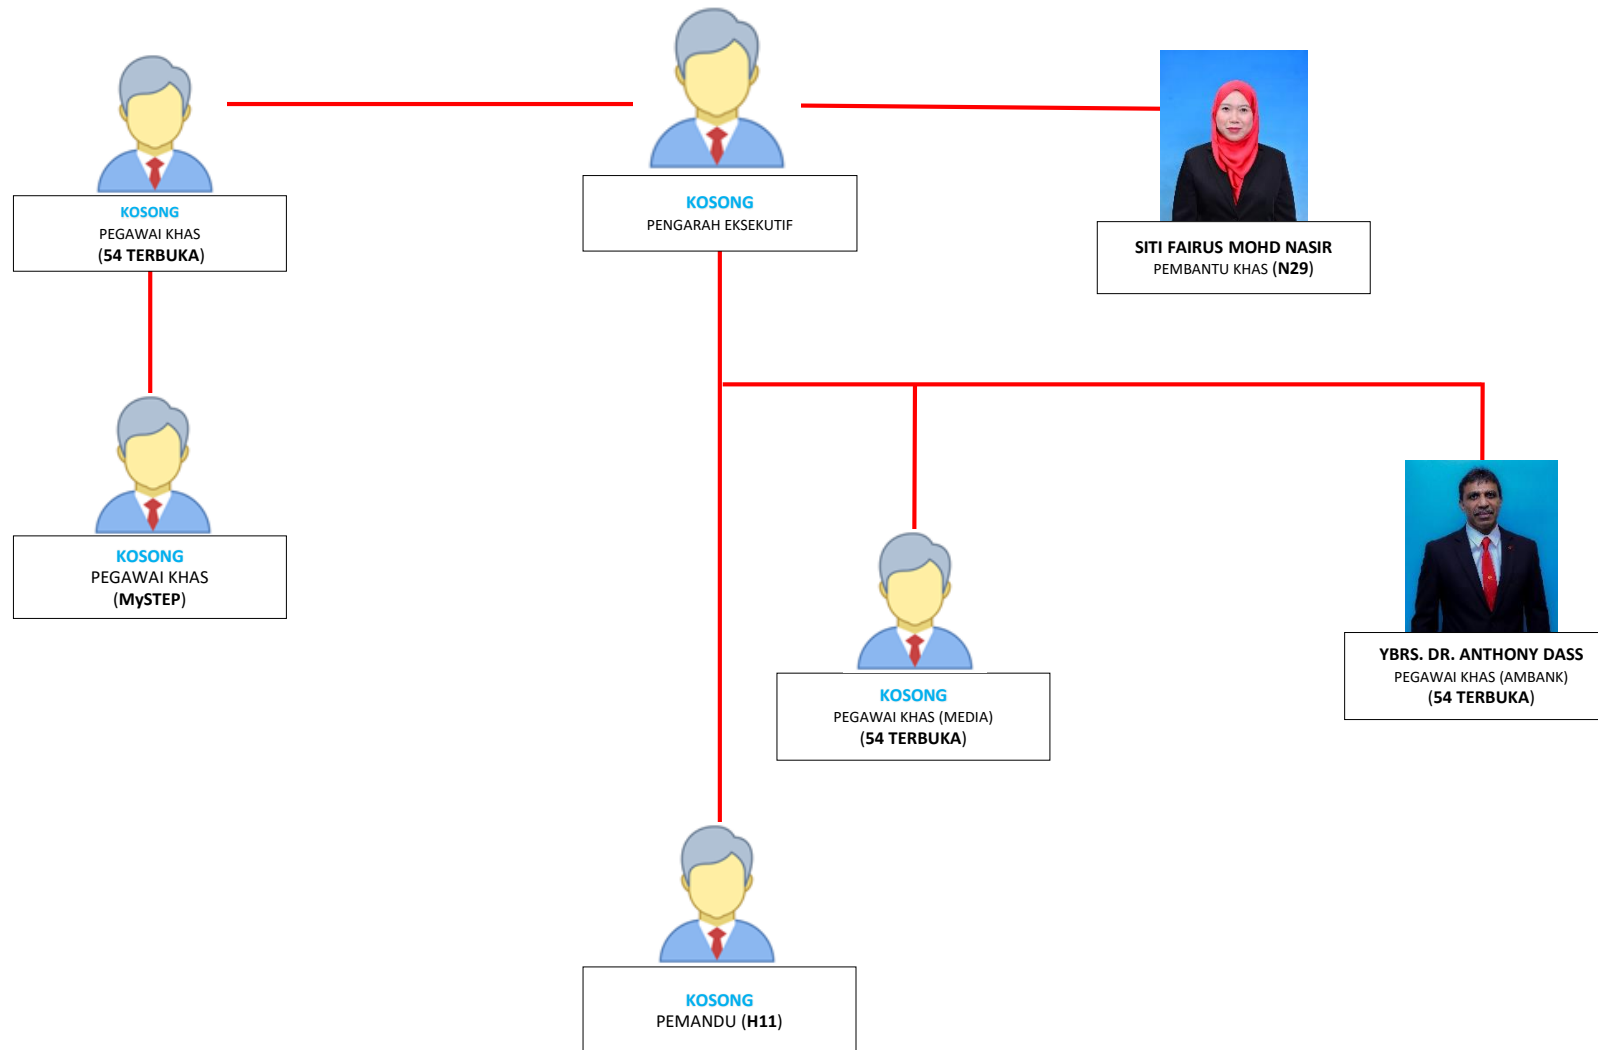 KOSONG
PEGAWAI KHAS
(54 TERBUKA)
KOSONG
PENGARAH EKSEKUTIF
SITI FAIRUS MOHD NASIR
PEMBANTU KHAS (N29)
KOSONG
PEGAWAI KHAS
(MySTEP)
KOSONG
PEGAWAI KHAS (MEDIA)
(54 TERBUKA)
YBRS. DR. ANTHONY DASS
PEGAWAI KHAS (AMBANK)
(54 TERBUKA)
KOSONG
PEMANDU (H11)